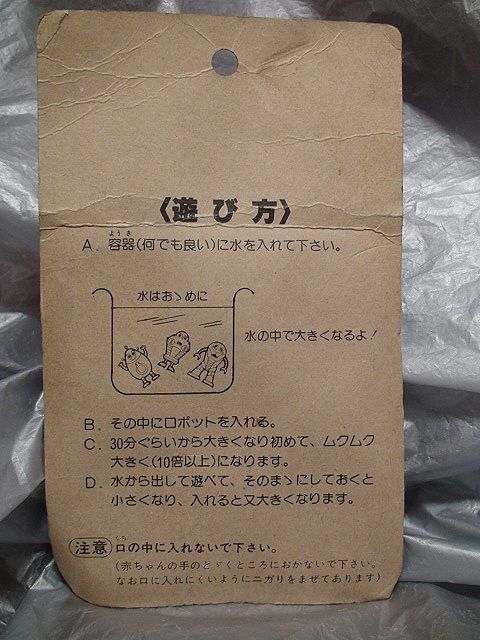 〈遊び方〉
ようき
A. 容器(何でも良い)に水を入れて下さい。
水はおゝめに
水の中で大きくなるよ!
B. その中にロボットを入れる。
C. 30分ぐらいから大きくなり初めて、ムクムク
大きく(10倍以上)になります。
D. 水から出して遊べて、そのまゝにしておくと
小さくなり、入れると又大きくなります。
くち
注意 口の中に入れないで下さい。
(赤ちゃんの手のとゞくところにおかないで下さい。
なお口に入れにくいようにニガリをまぜてあります)